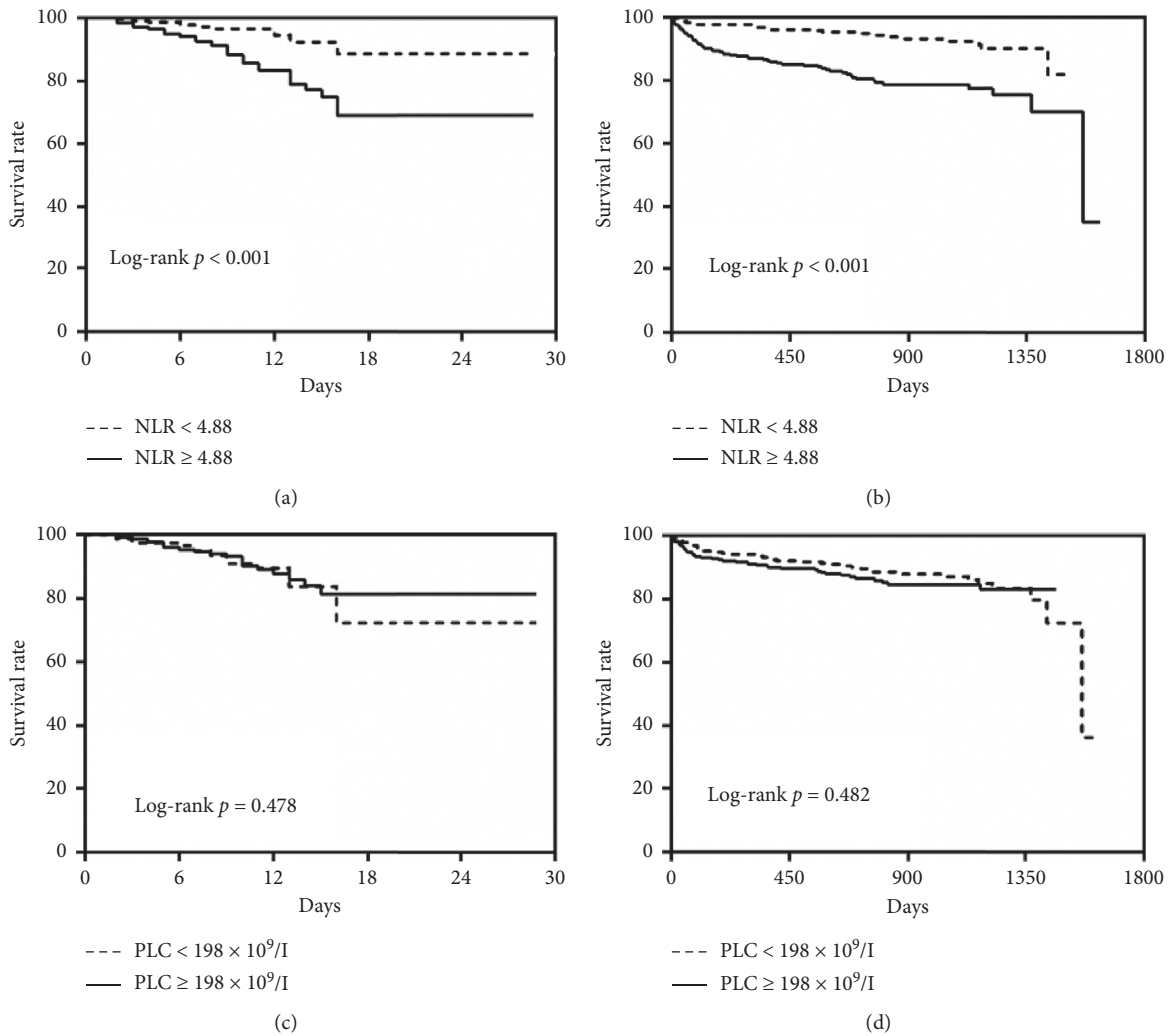 100
80
60
40
20
0
Survival rate
Log-rank p < 0.001
0 6 12 18 24 30
Days
NLR < 4.88
NLR ≥ 4.88
(a)
100
80
60
40
20
0
Survival rate
Log-rank p < 0.001
0 450 900 1350 1800
Days
NLR < 4.88
NLR ≥ 4.88
(b)
100
80
60
40
20
0
Survival rate
Log-rank p = 0.478
0 6 12 18 24 30
Days
PLC < 198 × 10⁹/I
PLC ≥ 198 × 10⁹/I
(c)
100
80
60
40
20
0
Survival rate
Log-rank p = 0.482
0 450 900 1350 1800
Days
PLC < 198 × 10⁹/I
PLC ≥ 198 × 10⁹/I
(d)